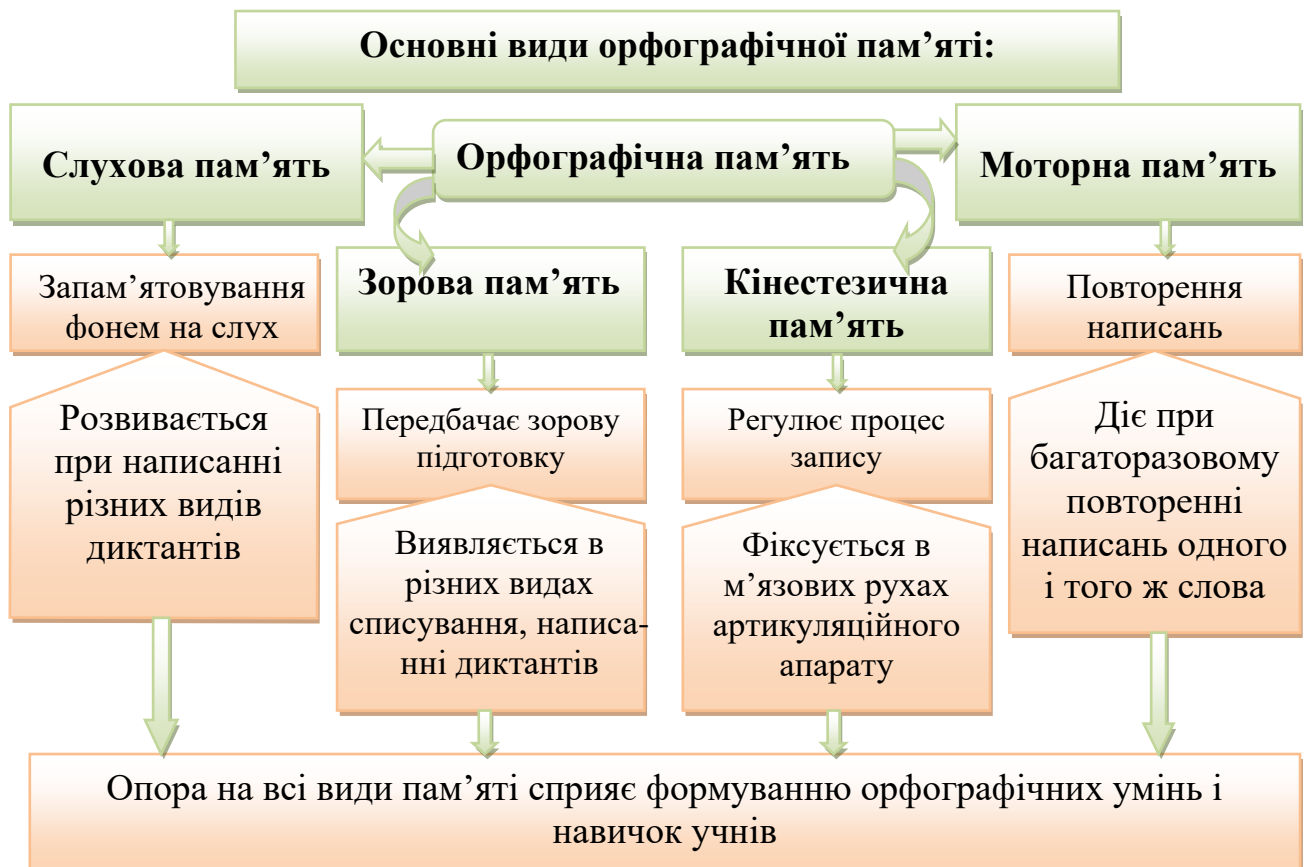 Основні види орфографічної пам’яті:
Слухова пам’ять
Орфографічна пам’ять
Моторна пам’ять
Запам’ятовування
фонем на слух
Зорова пам’ять
Кінестезична
пам’ять
Повторення
написань
Розвивається
при написанні
різних видів
диктантів
Передбачає зорову
підготовку
Регулює процес
запису
Діє при
багаторазовому
повторенні
написань одного
і того ж слова
Виявляється в
різних видах
списування, написа-
нні диктантів
Фіксується в
м’язових рухах
артикуляційного
апарату
Опора на всі види пам’яті сприяє формуванню орфографічних умінь і
навичок учнів